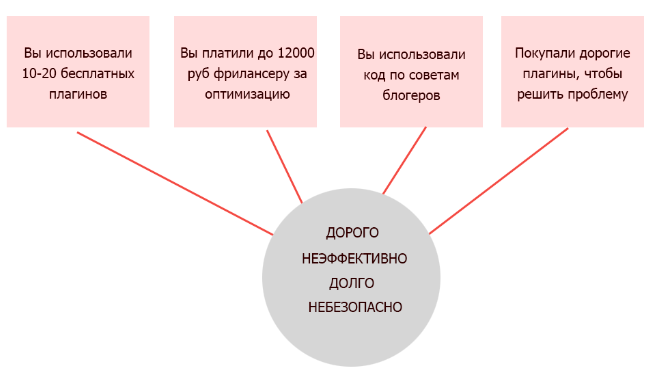 Вы использовали
10-20 бесплатных
плагинов
Вы платили до 12000
руб фрилансеру за
оптимизацию
Вы использовали
код по советам
блогеров
Покупали дорогие
плагины, чтобы
решить проблему
ДОРОГО
НЕЭФФЕКТИВНО
ДОЛГО
НЕБЕЗОПАСНО